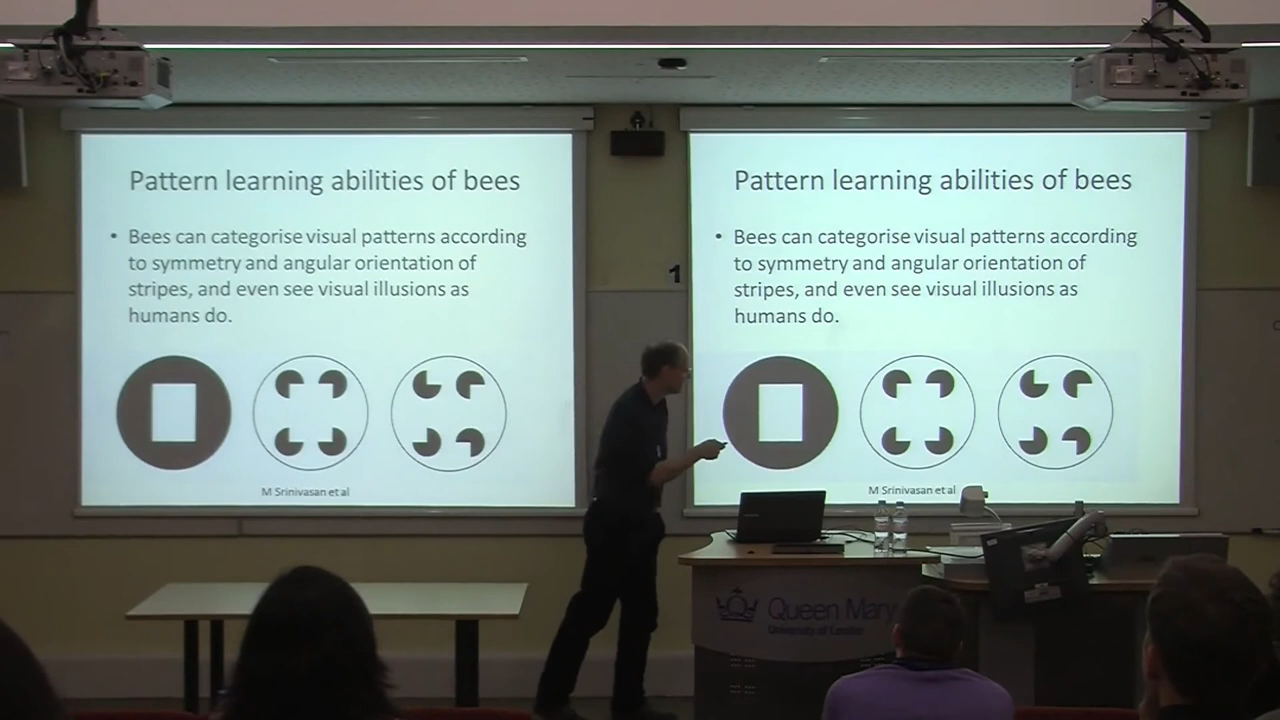 Pattern learning abilities of bees
• Bees can categorise visual patterns according
to symmetry and angular orientation of
stripes, and even see visual illusions as
humans do.
M Srinivasan et al
1
Pattern learning abilities of bees
• Bees can categorise visual patterns according
to symmetry and angular orientation of
stripes, and even see visual illusions as
humans do.
M Srinivasan et al
Queen Mary
University of London